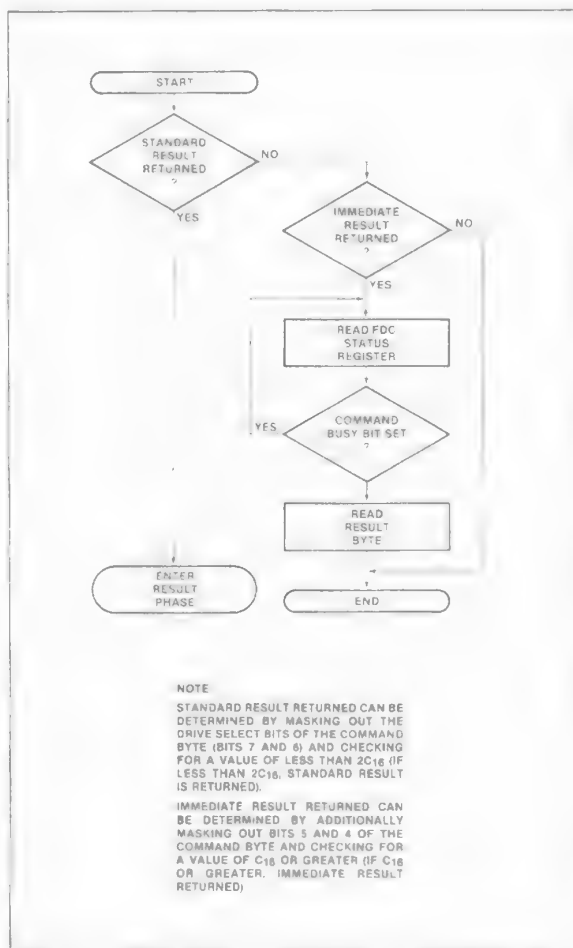 START
STANDARD
RESULT
RETURNED
?
NO
YES
IMMEDIATE
RESULT
RETURNED
?
NO
YES
READ FDC
STATUS
REGISTER
COMMAND
BUSY BIT SET
?
YES
READ
RESULT
BYTE
ENTER
RESULT
PHASE
END
NOTE
STANDARD RESULT RETURNED CAN BE
DETERMINED BY MASKING OUT THE
DRIVE SELECT BITS OF THE COMMAND
BYTE (BITS 7 AND 6) AND CHECKING
FOR A VALUE OF LESS THAN 2C16 (IF
LESS THAN 2C16, STANDARD RESULT
IS RETURNED).
IMMEDIATE RESULT RETURNED CAN
BE DETERMINED BY ADDITIONALLY
MASKING OUT BITS 5 AND 4 OF THE
COMMAND BYTE AND CHECKING FOR
A VALUE OF C16 OR GREATER (IF C16
OR GREATER. IMMEDIATE RESULT
RETURNED)